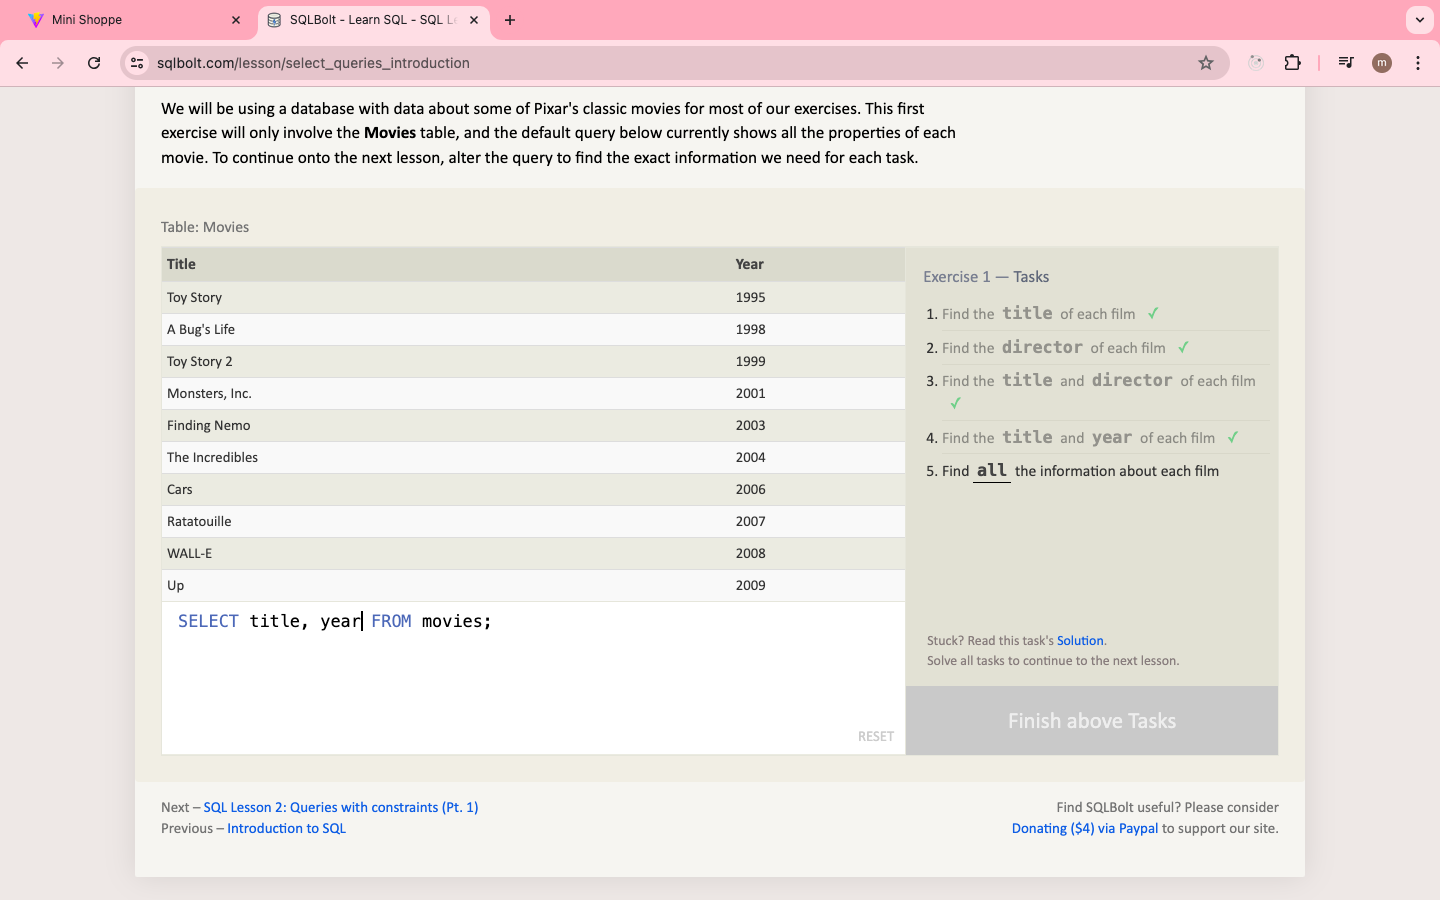 Mini Shoppe
SQLBolt - Learn SQL - SQL Le
sqlbolt.com/lesson/select_queries_introduction
m
We will be using a database with data about some of Pixar's classic movies for most of our exercises. This first
exercise will only involve the Movies table, and the default query below currently shows all the properties of each
movie. To continue onto the next lesson, alter the query to find the exact information we need for each task.
Table: Movies
Title Year
Toy Story 1995
A Bug's Life 1998
Toy Story 2 1999
Monsters, Inc. 2001
Finding Nemo 2003
The Incredibles 2004
Cars 2006
Ratatouille 2007
WALL-E 2008
Up 2009
SELECT title, year FROM movies;
RESET
Exercise 1 — Tasks
1. Find the title of each film ✓
2. Find the director of each film ✓
3. Find the title and director of each film
✓
4. Find the title and year of each film ✓
5. Find all the information about each film
Stuck? Read this task's Solution.
Solve all tasks to continue to the next lesson.
Finish above Tasks
Next – SQL Lesson 2: Queries with constraints (Pt. 1)
Previous – Introduction to SQL
Find SQLBolt useful? Please consider
Donating ($4) via Paypal to support our site.